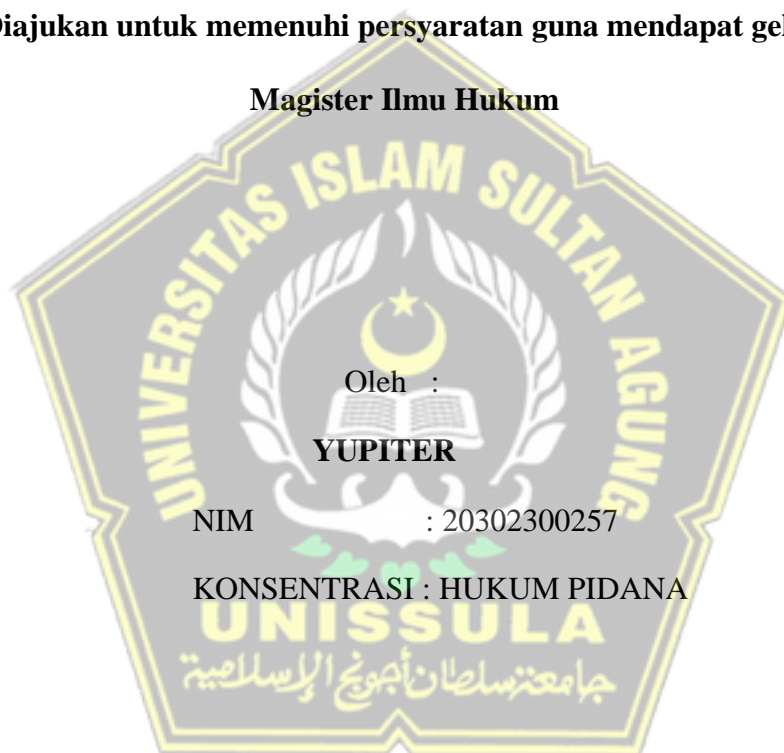 Diajukan untuk memenuhi persyaratan guna mendapat gel
Magister Ilmu Hukum
UNIVERSITAS ISLAM SULTAN AGUNG
Oleh :
YUPITER
NIM : 20302300257
KONSENTRASI : HUKUM PIDANA
UNISSULA
جامعة سلطان أجونج الإسلامية